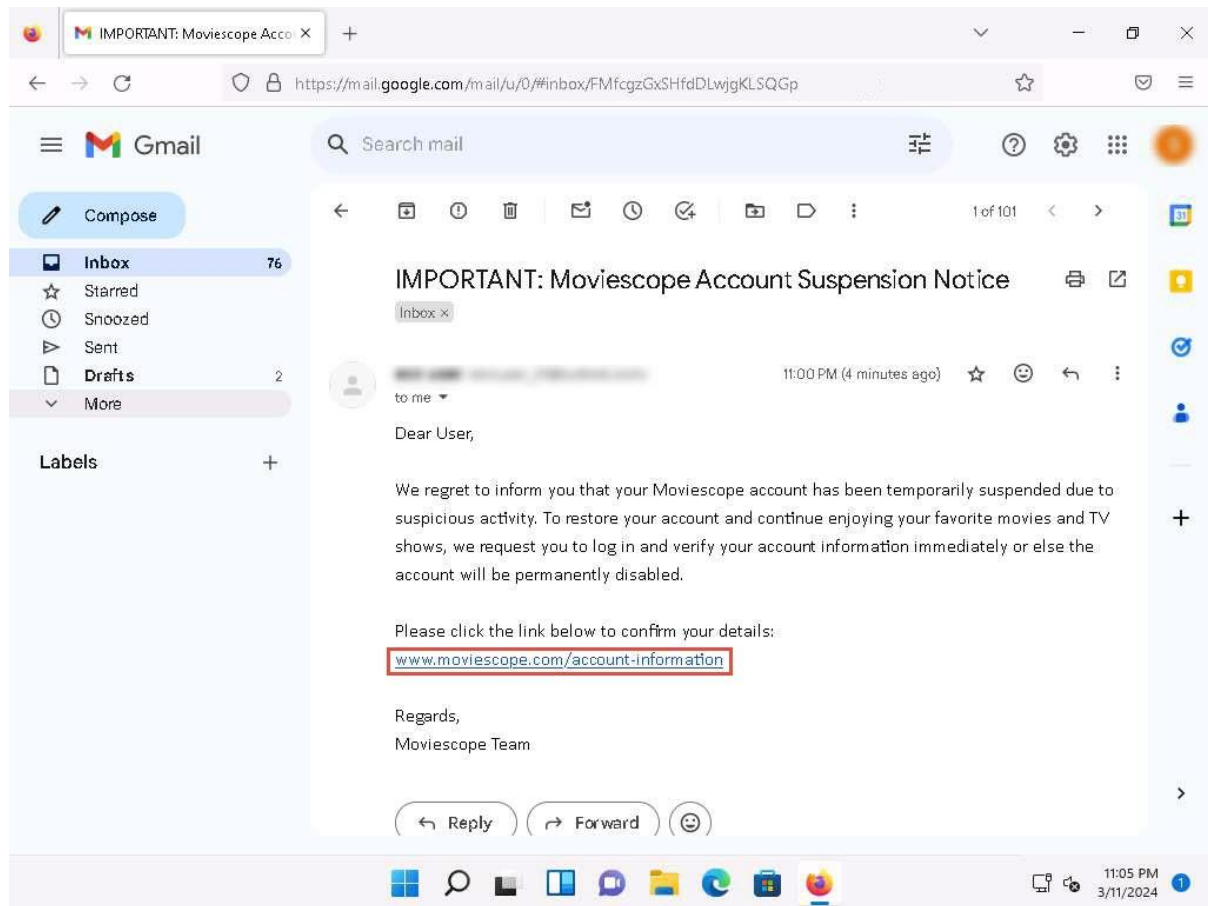 IMPORTANT: Moviescope Acco
https://mail.google.com/mail/u/0/#inbox/FMfcgzGxSHfdDLwjgKLSQGp
Gmail
Search mail
Compose
1 of 101
31
Inbox 76
Starred
Snoozed
Sent
Drafts 2
More
Labels
IMPORTANT: Moviescope Account Suspension Notice
Inbox ×
11:00 PM (4 minutes ago)
to me
Dear User,
We regret to inform you that your Moviescope account has been temporarily suspended due to
suspicious activity. To restore your account and continue enjoying your favorite movies and TV
shows, we request you to log in and verify your account information immediately or else the
account will be permanently disabled.
Please click the link below to confirm your details:
www.moviescope.com/account-information
Regards,
Moviescope Team
Reply Forward
11:05 PM
3/11/2024 1